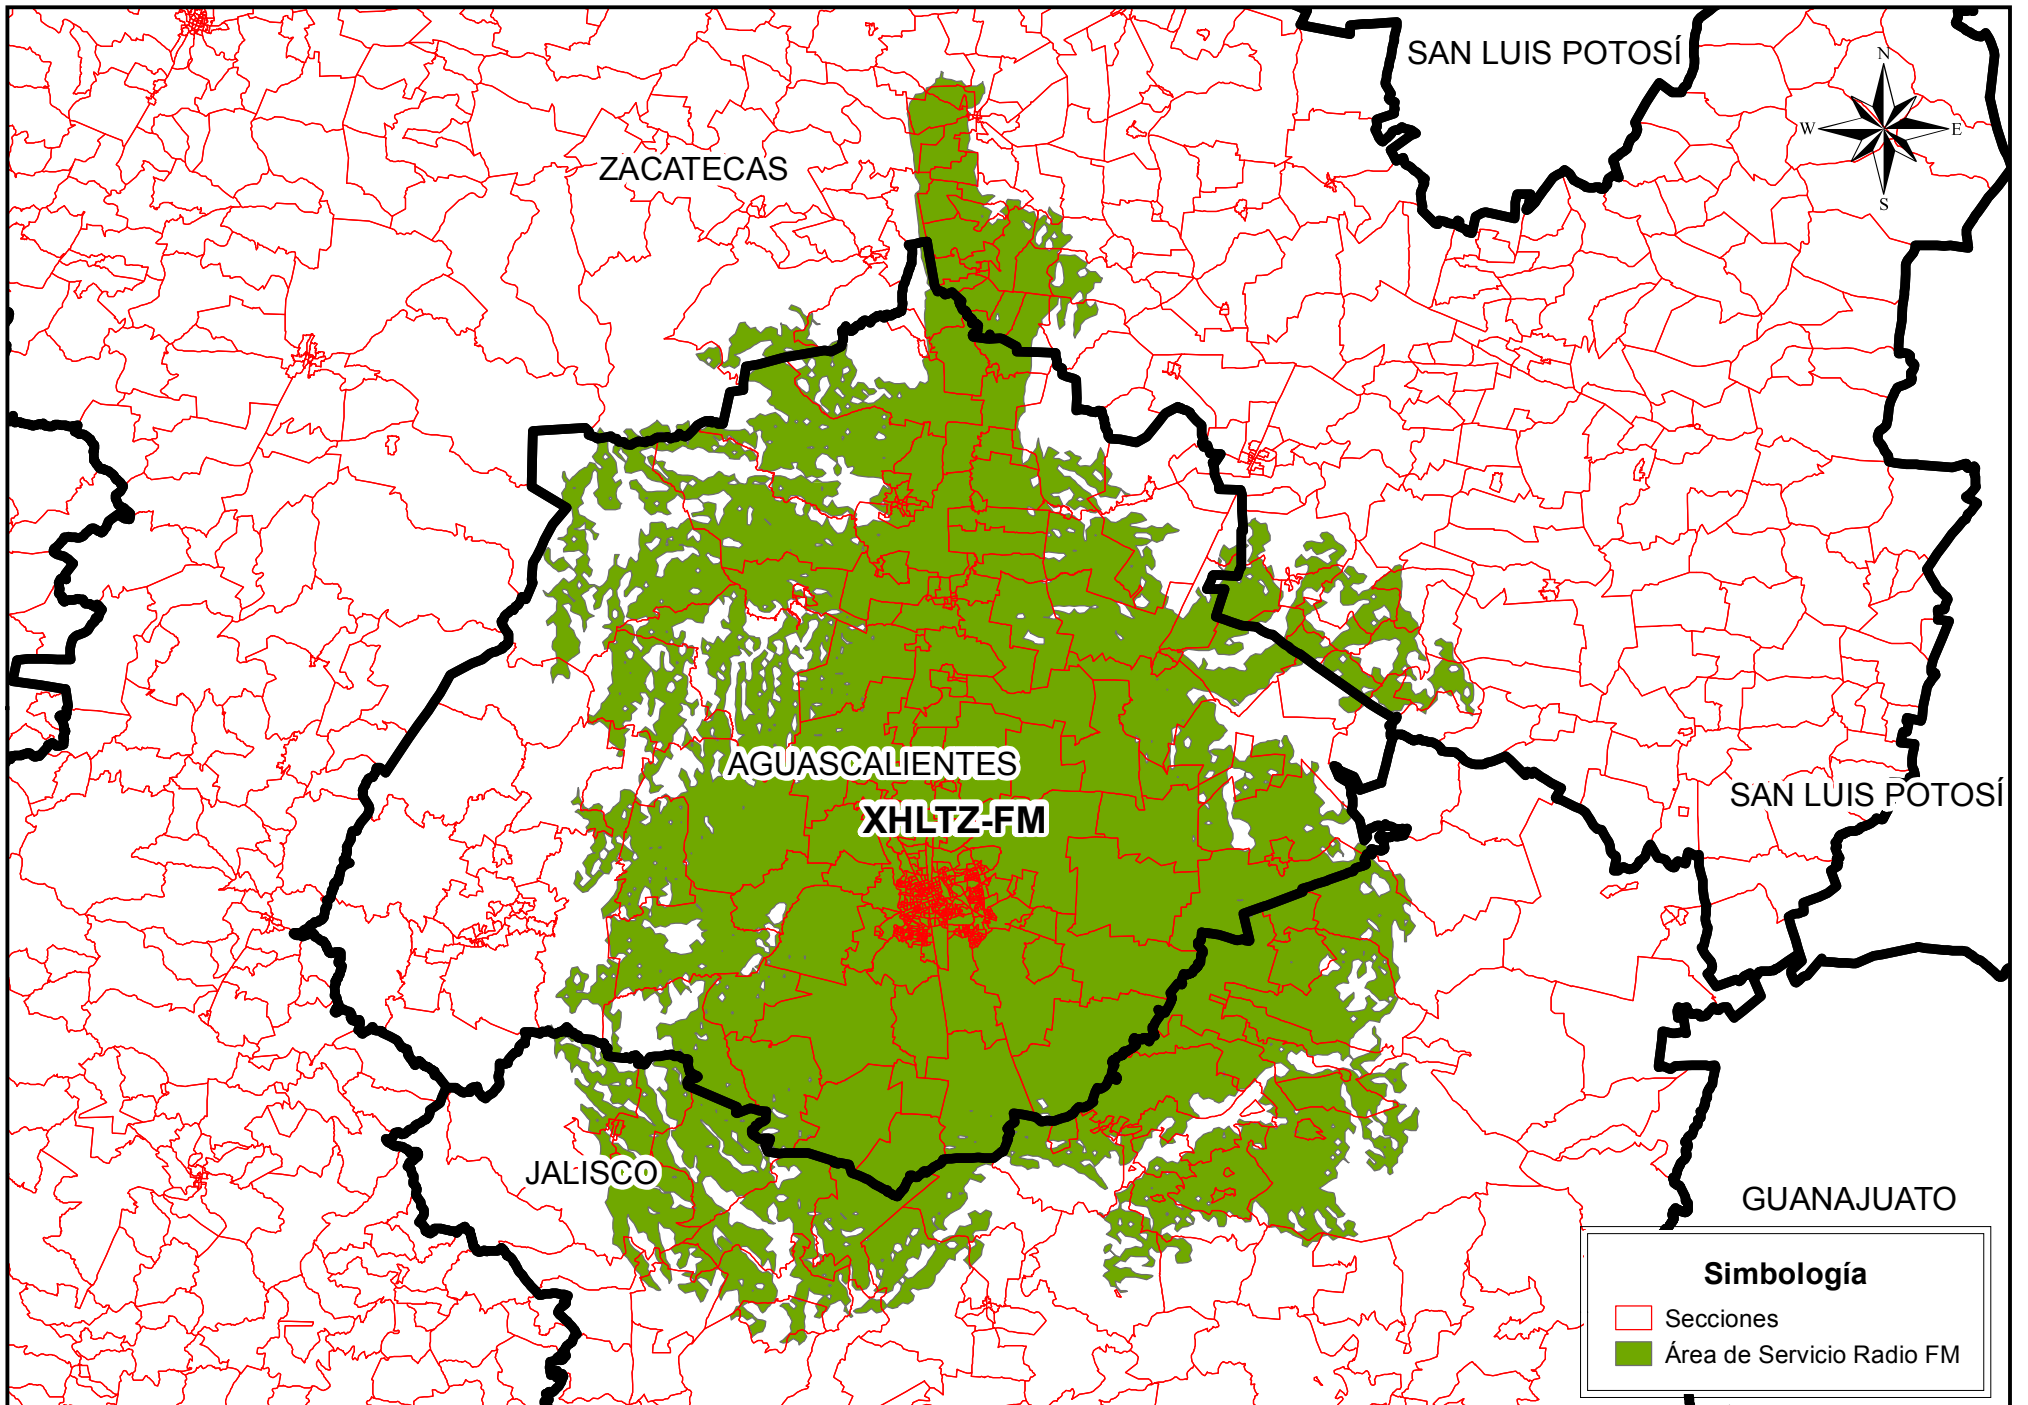 SAN LUIS POTOSÍ
N
W
E
S
ZACATECAS
AGUASCALIENTES
SAN LUIS POTOSÍ
XHLTZ-FM
JALISCO
GUANAJUATO
Simbología
Secciones
Área de Servicio Radio FM